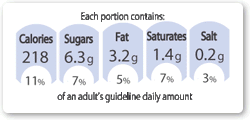 Each portion contains:
Calories Sugars Fat Saturates Salt
218 6.3g 3.2g 1.4g 0.2g
11% 7% 5% 7% 3%
of an adult's guideline daily amount